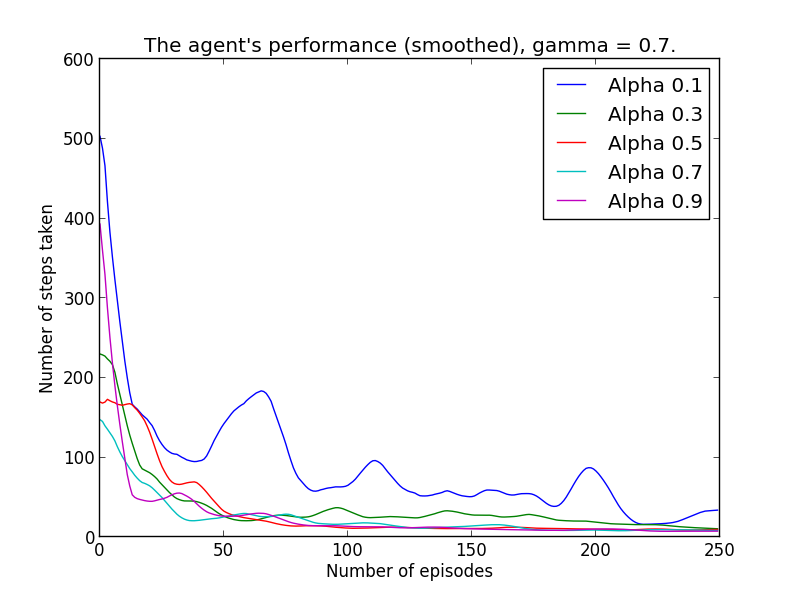 The agent's performance (smoothed), gamma = 0.7.
600
500
400
300
200
100
0
Number of steps taken
Alpha 0.1
Alpha 0.3
Alpha 0.5
Alpha 0.7
Alpha 0.9
0 50 100 150 200 250
Number of episodes